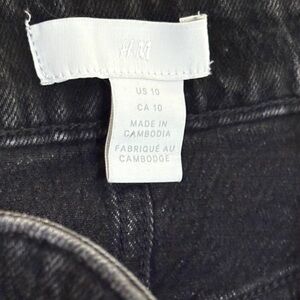 H&M
US 10
CA 10
MADE IN
CAMBODIA
FABRIQUÉ AU
CAMBODGE